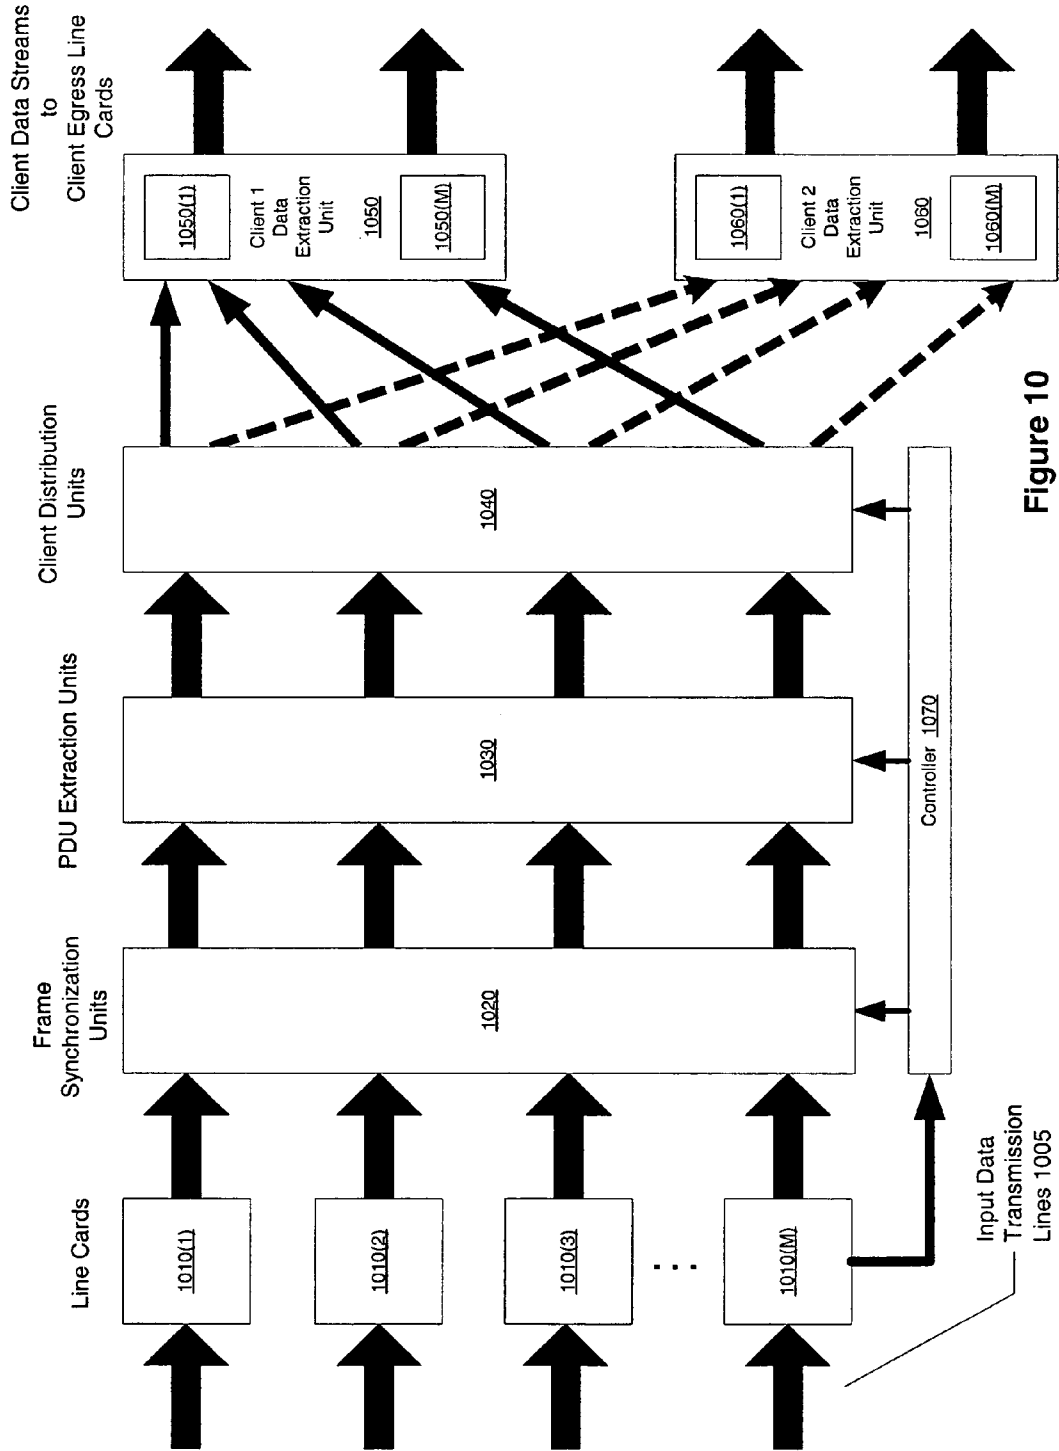 Line Cards
Frame
Synchronization
Units
PDU Extraction Units
Client Distribution
Units
Client Data Streams
to
Client Egress Line
Cards
1010(1)
1010(2)
1010(3)
. . .
1010(M)
1020
1030
1040
1050(1)
Client 1
Data
Extraction
Unit
1050
1050(M)
1060(1)
Client 2
Data
Extraction
Unit
1060
1060(M)
Controller 1070
Input Data
Transmission
Lines 1005
Figure 10